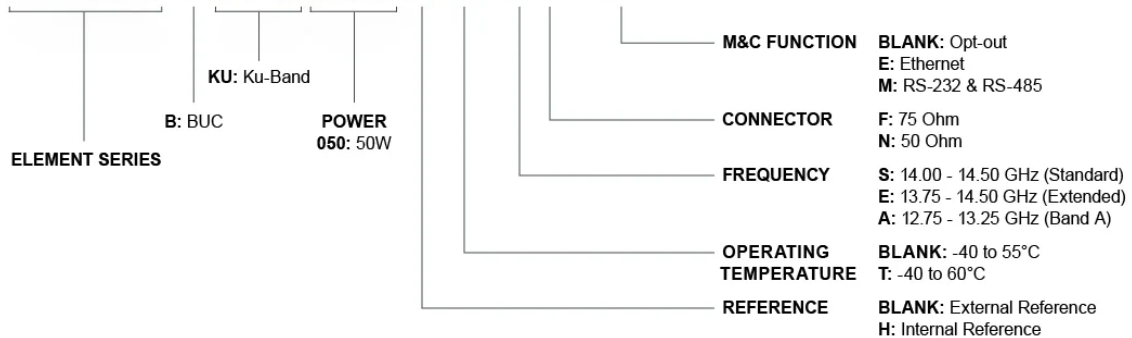 M&C FUNCTION BLANK: Opt-out
E: Ethernet
M: RS-232 & RS-485
KU: Ku-Band
B: BUC
POWER
050: 50W
CONNECTOR F: 75 Ohm
N: 50 Ohm
ELEMENT SERIES
FREQUENCY S: 14.00 - 14.50 GHz (Standard)
E: 13.75 - 14.50 GHz (Extended)
A: 12.75 - 13.25 GHz (Band A)
OPERATING TEMPERATURE BLANK: -40 to 55°C
T: -40 to 60°C
REFERENCE BLANK: External Reference
H: Internal Reference